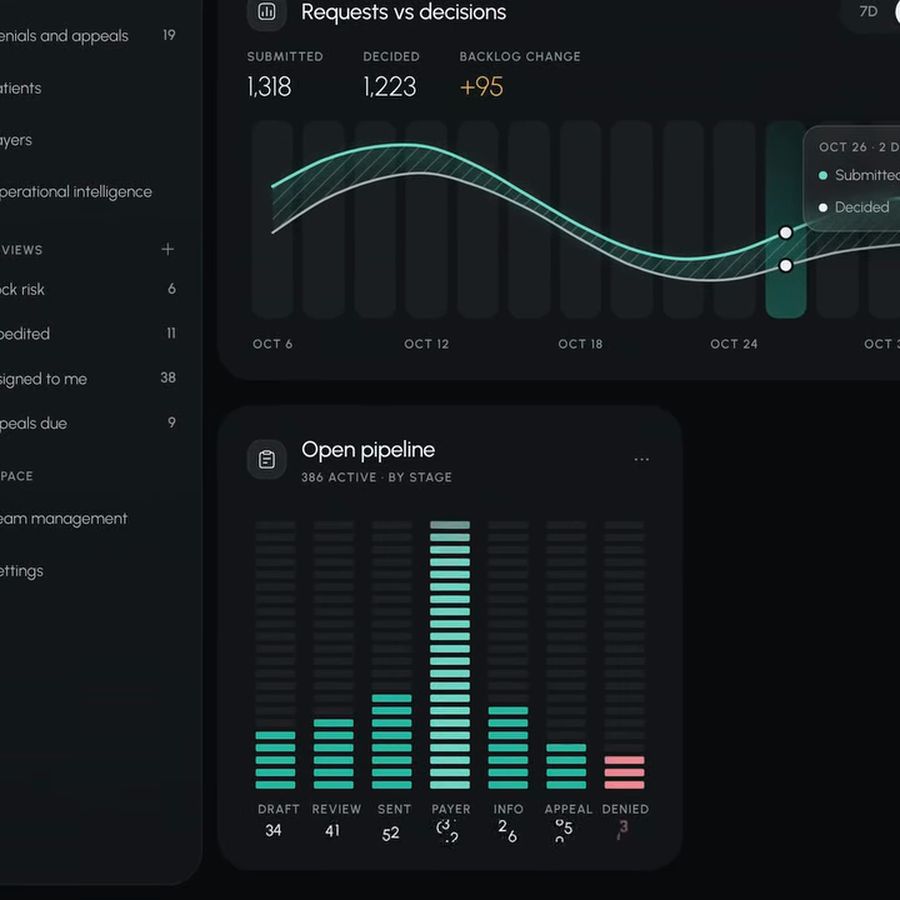 enials and appeals 19
atients
ayers
perational intelligence
VIEWS +
ck risk 6
pedited 11
signed to me 38
peals due 9
PACE
eam management
ettings
Requests vs decisions
7D
SUBMITTED DECIDED BACKLOG CHANGE
1,318 1,223 +95
OCT 26 · 2 D
Submitted
Decided
OCT 6 OCT 12 OCT 18 OCT 24 OCT 3
Open pipeline
386 ACTIVE · BY STAGE
DRAFT REVIEW SENT PAYER INFO APPEAL DENIED
34 41 52